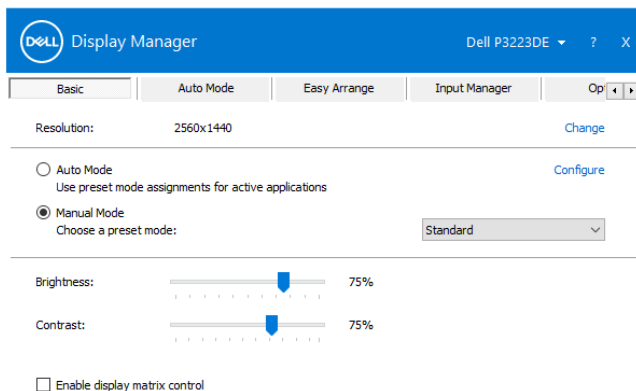 DELL Display Manager Dell P3223DE ? X
Basic Auto Mode Easy Arrange Input Manager Op
Resolution: 2560x1440 Change
Auto Mode Configure
Use preset mode assignments for active applications
Manual Mode
Choose a preset mode: Standard
Brightness: 75%
Contrast: 75%
Enable display matrix control